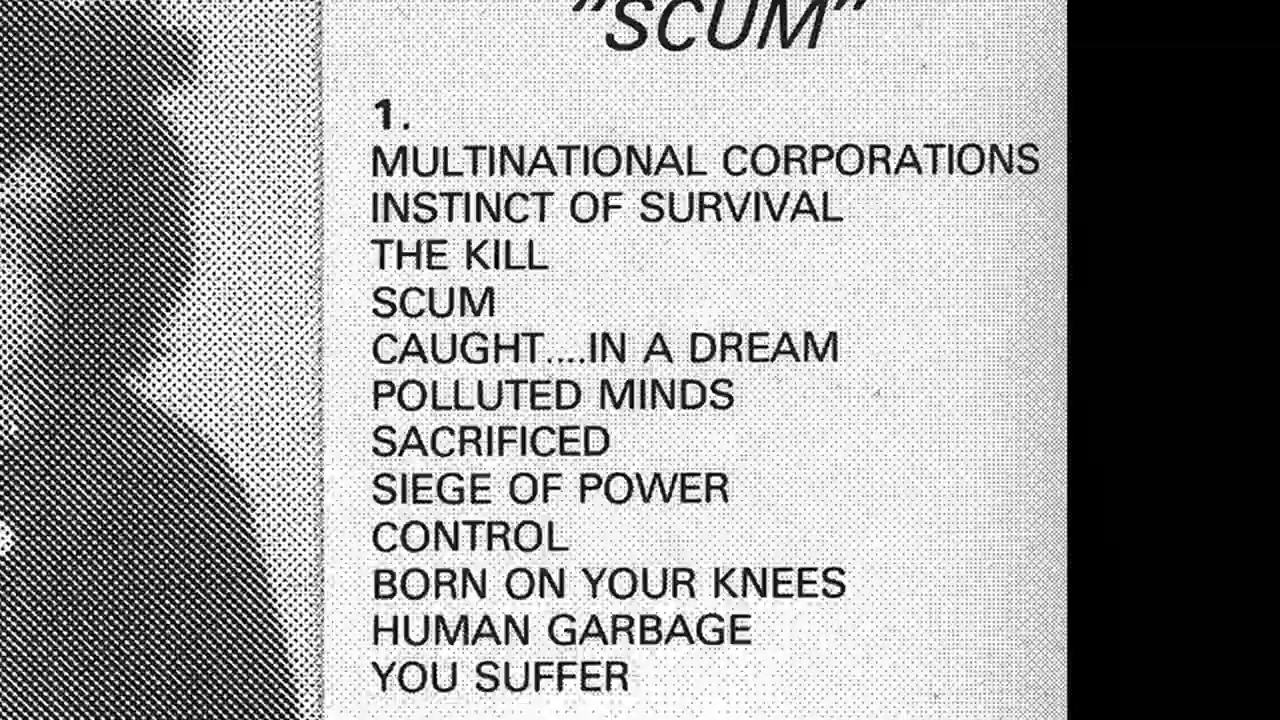 "SCUM"
1.
MULTINATIONAL CORPORATIONS
INSTINCT OF SURVIVAL
THE KILL
SCUM
CAUGHT....IN A DREAM
POLLUTED MINDS
SACRIFICED
SIEGE OF POWER
CONTROL
BORN ON YOUR KNEES
HUMAN GARBAGE
YOU SUFFER